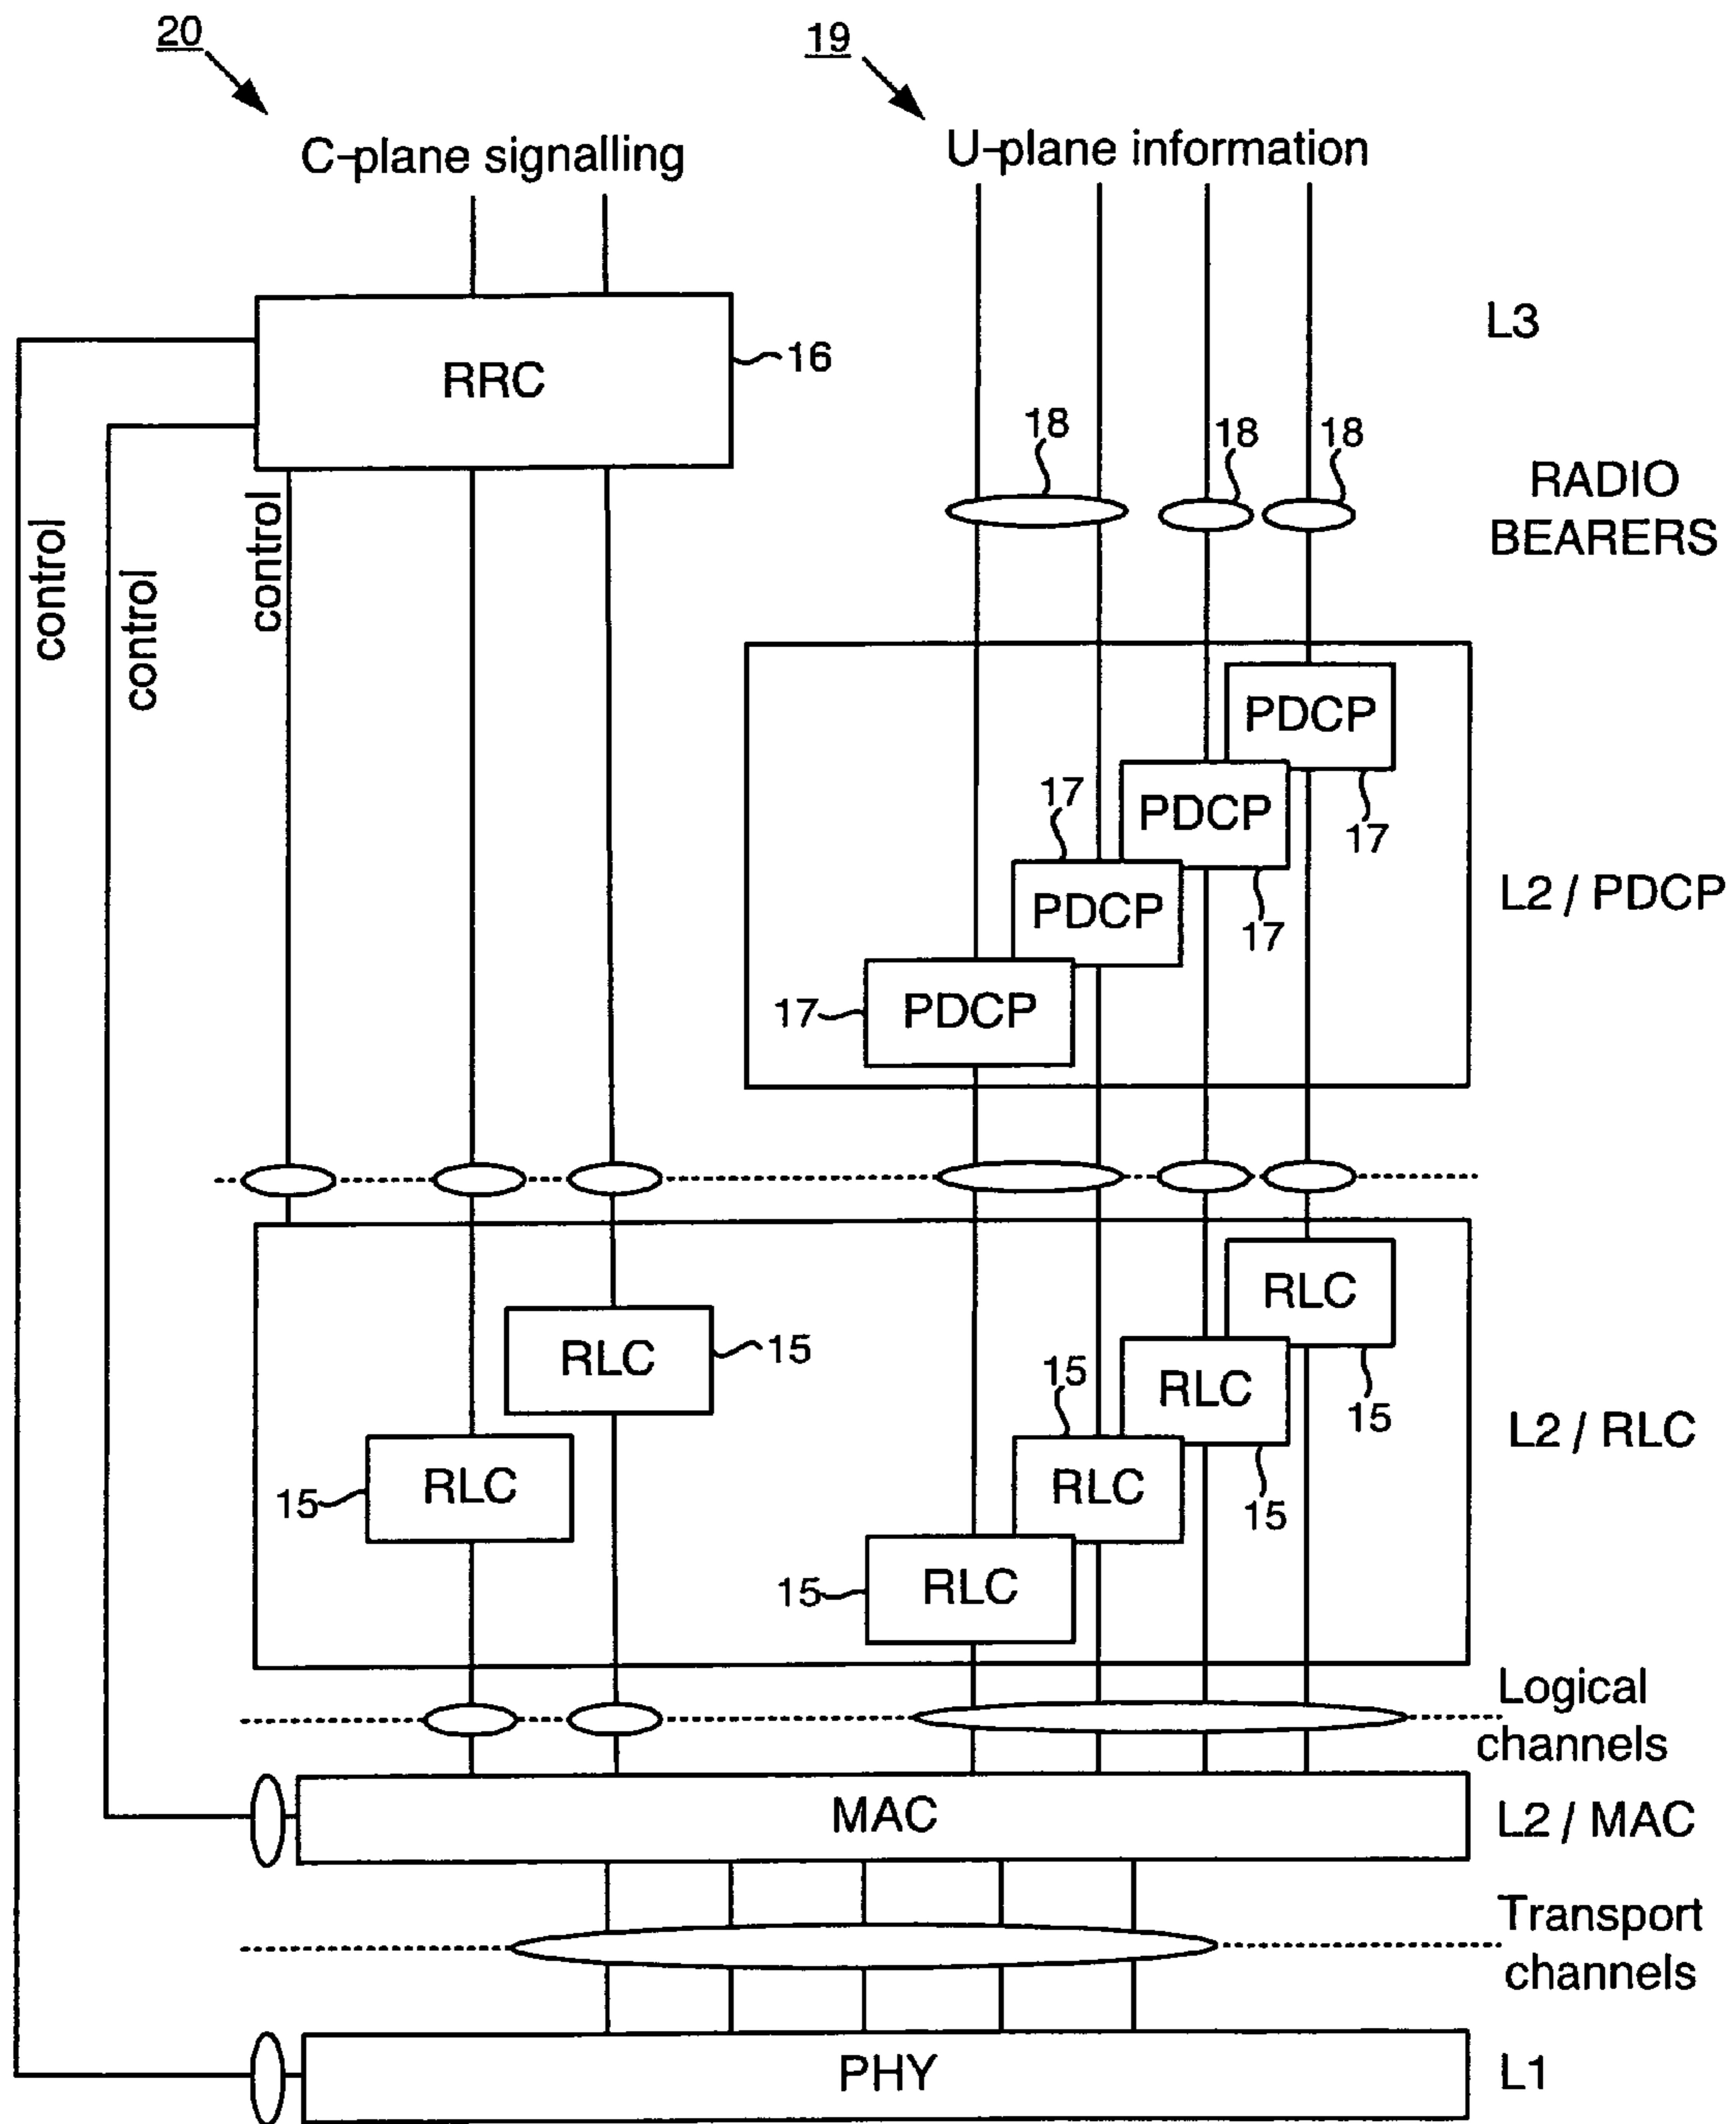 20
19
C-plane signalling
U-plane information
L3
RRC
16
18
18
18
RADIO
BEARERS
control
control
control
PDCP
17
PDCP
17
17
PDCP
17
PDCP
L2 / PDCP
RLC
15
RLC
15
RLC
15
15
RLC
15
RLC
15
RLC
L2 / RLC
Logical
channels
MAC
L2 / MAC
Transport
channels
PHY
L1